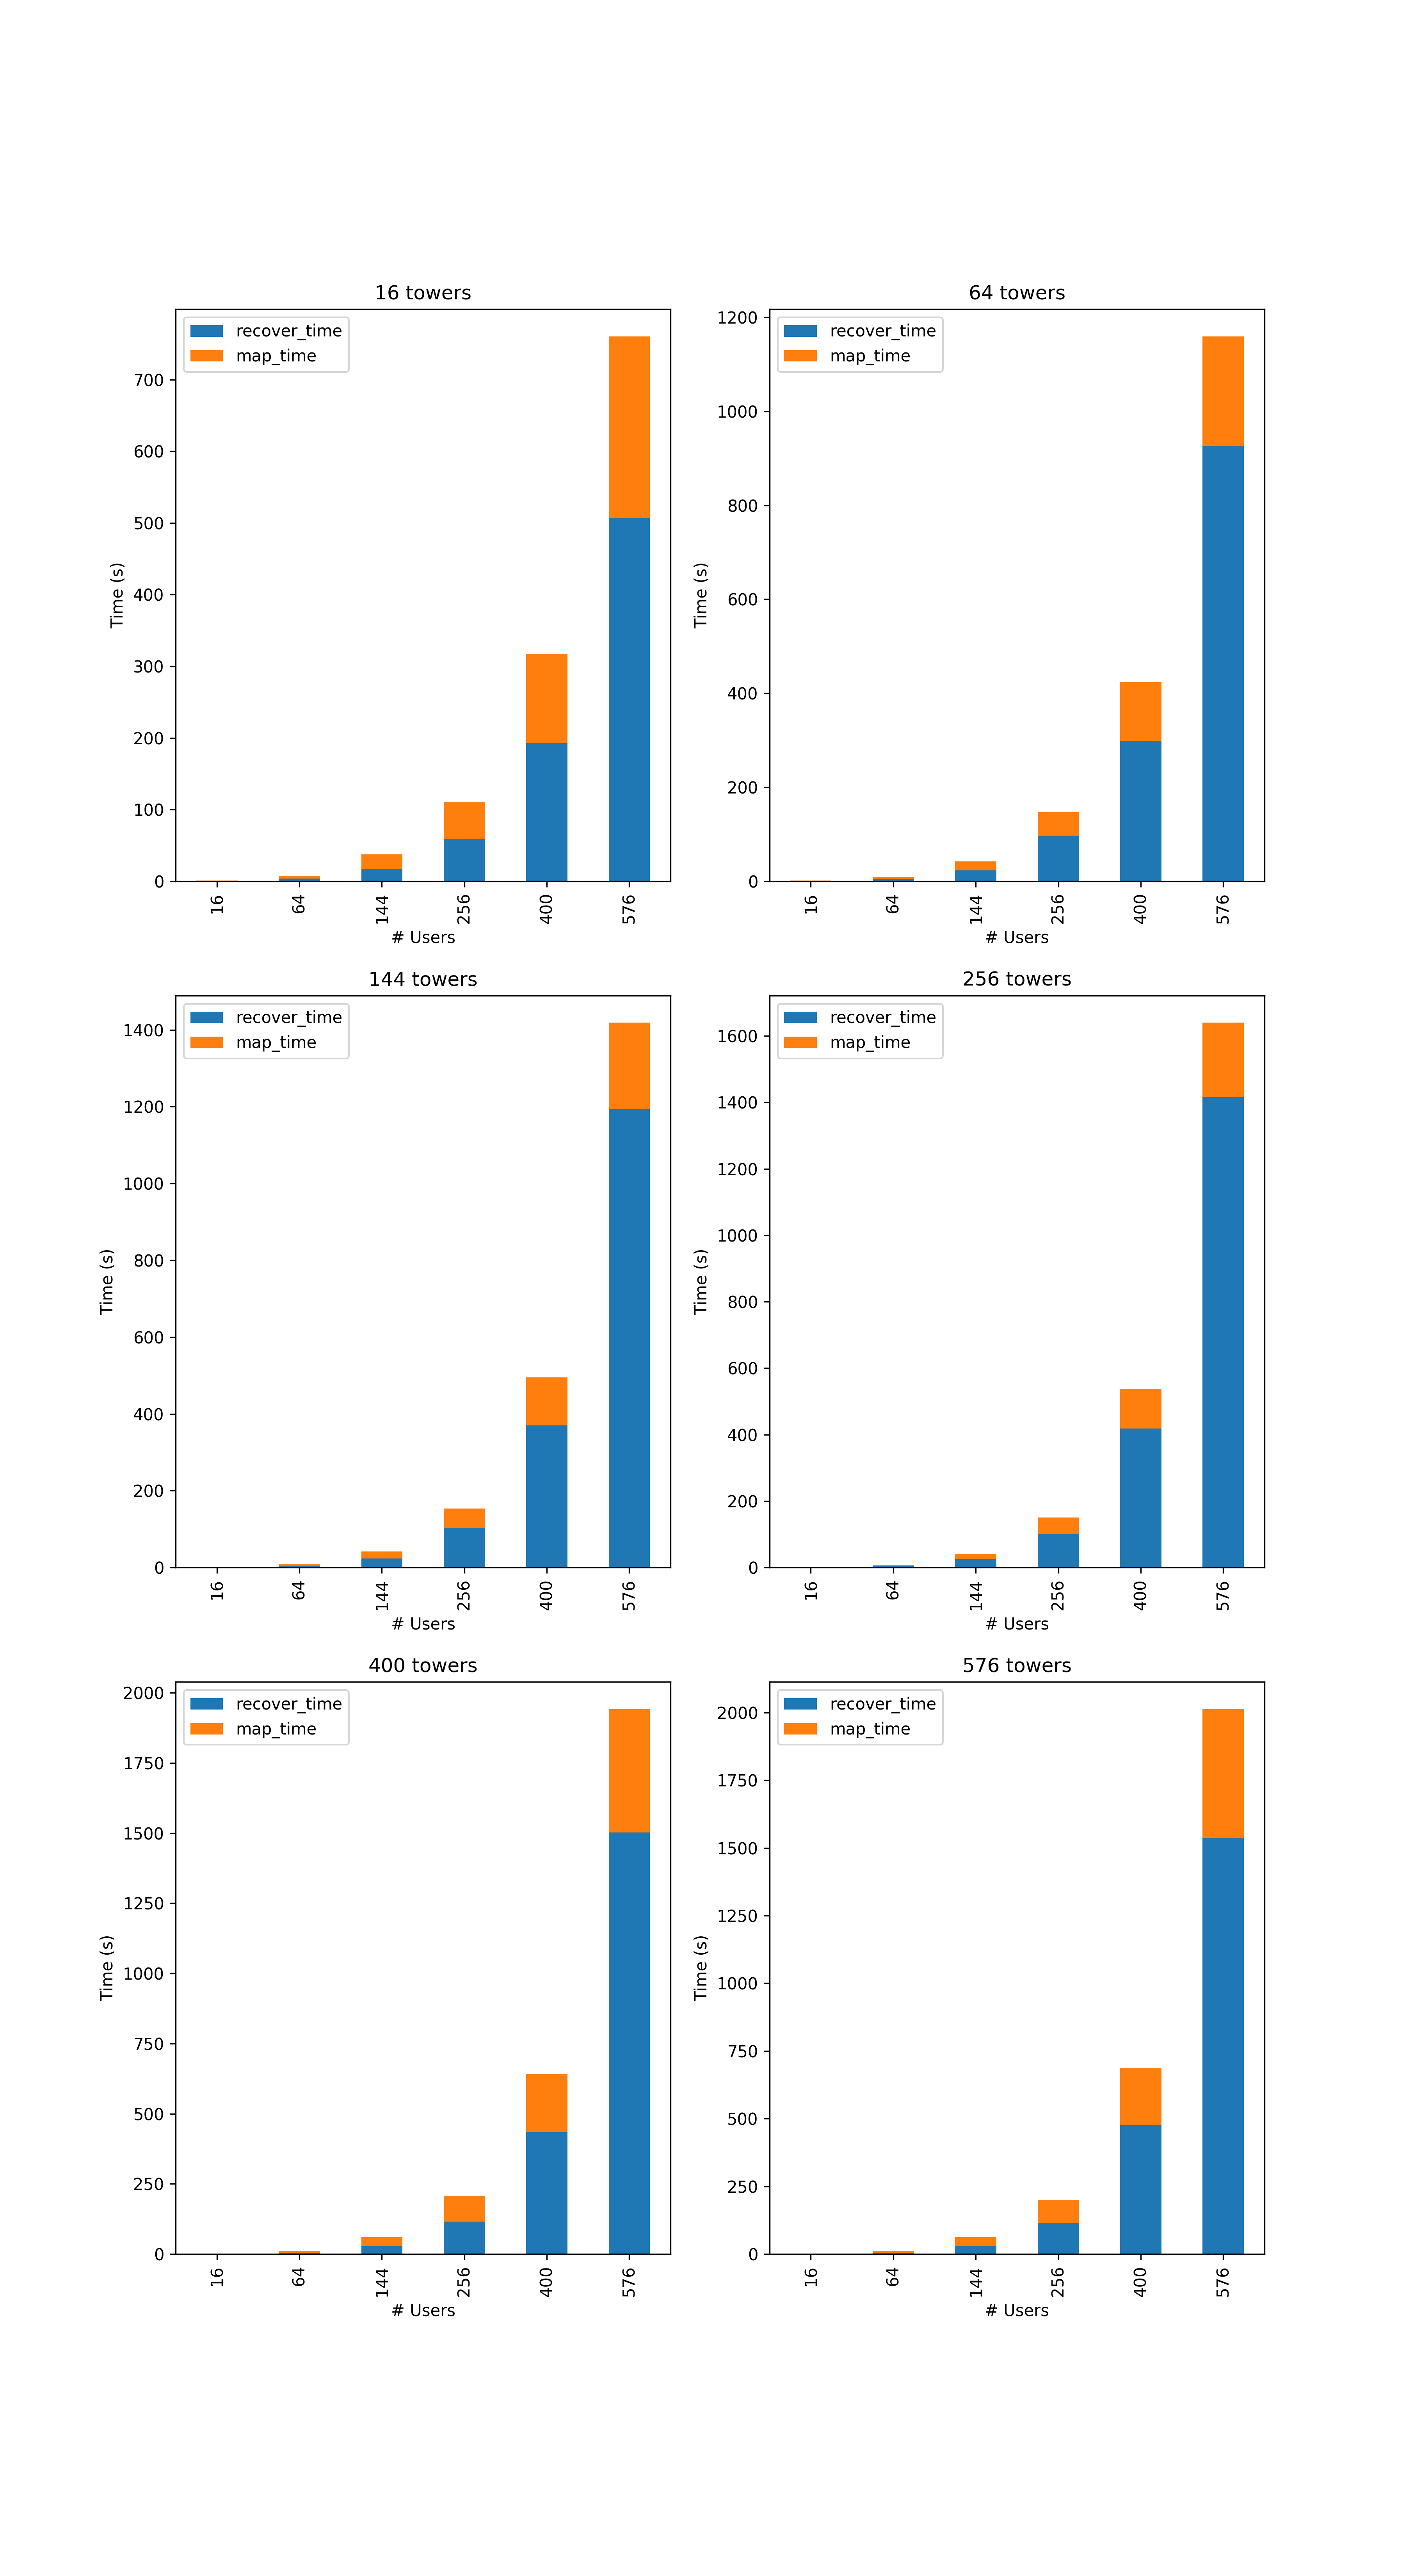 16 towers
recover_time
map_time
700
600
500
400
300
200
100
0
Time (s)
16
64
144
256
400
576
# Users
64 towers
recover_time
map_time
1200
1000
800
600
400
200
0
Time (s)
16
64
144
256
400
576
# Users
144 towers
recover_time
map_time
1400
1200
1000
800
600
400
200
0
Time (s)
16
64
144
256
400
576
# Users
256 towers
recover_time
map_time
1600
1400
1200
1000
800
600
400
200
0
Time (s)
16
64
144
256
400
576
# Users
400 towers
recover_time
map_time
2000
1750
1500
1250
1000
750
500
250
0
Time (s)
16
64
144
256
400
576
# Users
576 towers
recover_time
map_time
2000
1750
1500
1250
1000
750
500
250
0
Time (s)
16
64
144
256
400
576
# Users